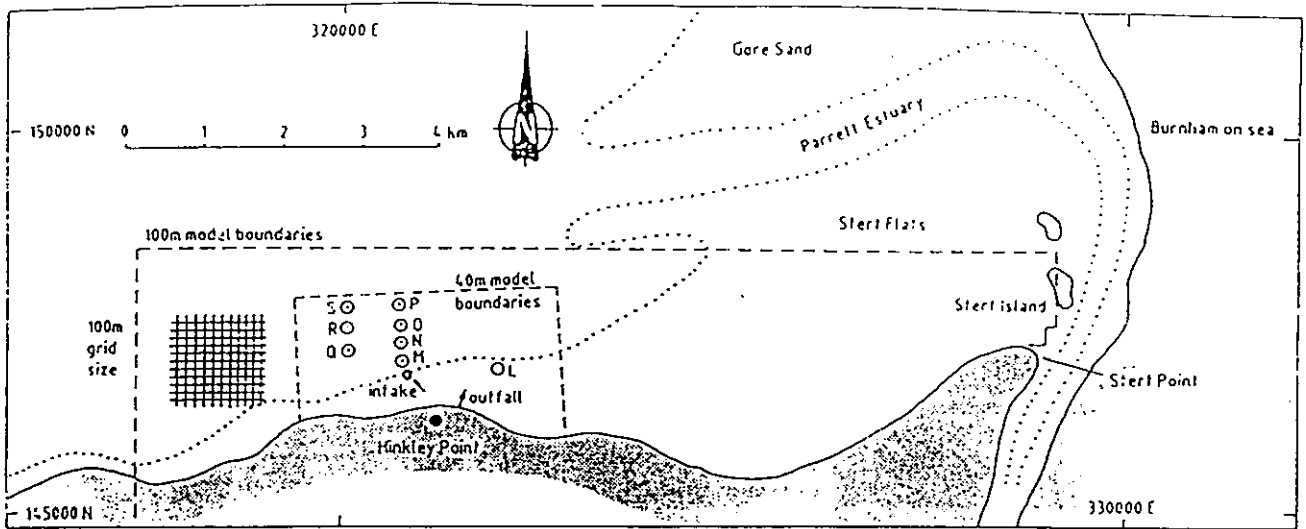 320000 E
Gore Sand
150000 N
0 1 2 3 4 km
N
Parrett Estuary
Burnham on sea
Stert Flats
100m model boundaries
40m model
boundaries
Stert island
S P
R O
Q N
M
L
100m
grid
size
intake
outfall
Stert Point
Hinkley Point
145000 N
330000 E